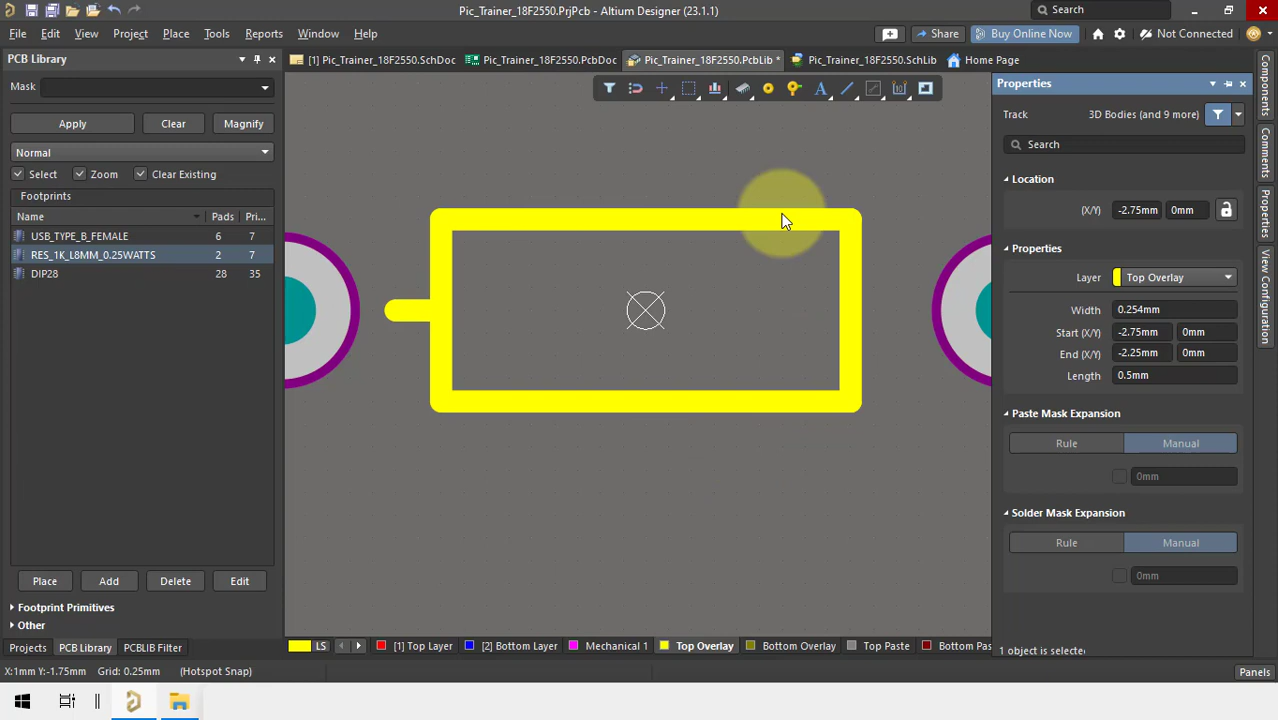 Pic_Trainer_18F2550.PrjPcb - Altium Designer (23.1.1)
Search
File Edit View Project Place Tools Reports Window Help
Share
Buy Online Now
Not Connected
PCB Library
[1] Pic_Trainer_18F2550.SchDoc
Pic_Trainer_18F2550.PcbDoc
Pic_Trainer_18F2550.PcbLib *
Pic_Trainer_18F2550.SchLib
Home Page
Mask
Apply
Clear
Magnify
Normal
Select
Zoom
Clear Existing
Footprints
Name Pads Pri...
USB_TYPE_B_FEMALE 6 7
RES_1K_L8MM_0.25WATTS 2 7
DIP28 28 35
Place
Add
Delete
Edit
Footprint Primitives
Other
Projects
PCB Library
PCBLIB Filter
Properties
Track
3D Bodies (and 9 more)
Search
Location
(X/Y) -2.75mm 0mm
Properties
Layer Top Overlay
Width 0.254mm
Start (X/Y) -2.75mm 0mm
End (X/Y) -2.25mm 0mm
Length 0.5mm
Paste Mask Expansion
Rule Manual
0mm
Solder Mask Expansion
Rule Manual
0mm
1 object is selected
Components
Comments
Properties
View Configuration
LS
[1] Top Layer
[2] Bottom Layer
Mechanical 1
Top Overlay
Bottom Overlay
Top Paste
Bottom Pas
X:1mm Y:-1.75mm Grid: 0.25mm (Hotspot Snap)
Panels